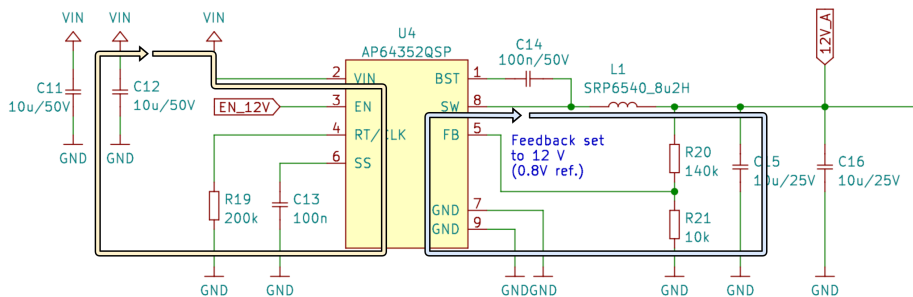 VIN
VIN
VIN
C11
10u/50V
C12
10u/50V
GND
GND
U4
AP64352QSP
2
VIN
3
EN
4
RT/CLK
6
SS
BST
1
SW
8
FB
5
GND
7
GND
9
EN_12V
R19
200k
C13
100n
GND
GND
C14
100n/50V
L1
SRP6540_8u2H
12V_A
Feedback set
to 12 V
(0.8V ref.)
R20
140k
R21
10k
C15
10u/25V
C16
10u/25V
GND
GND
GND
GND
GND